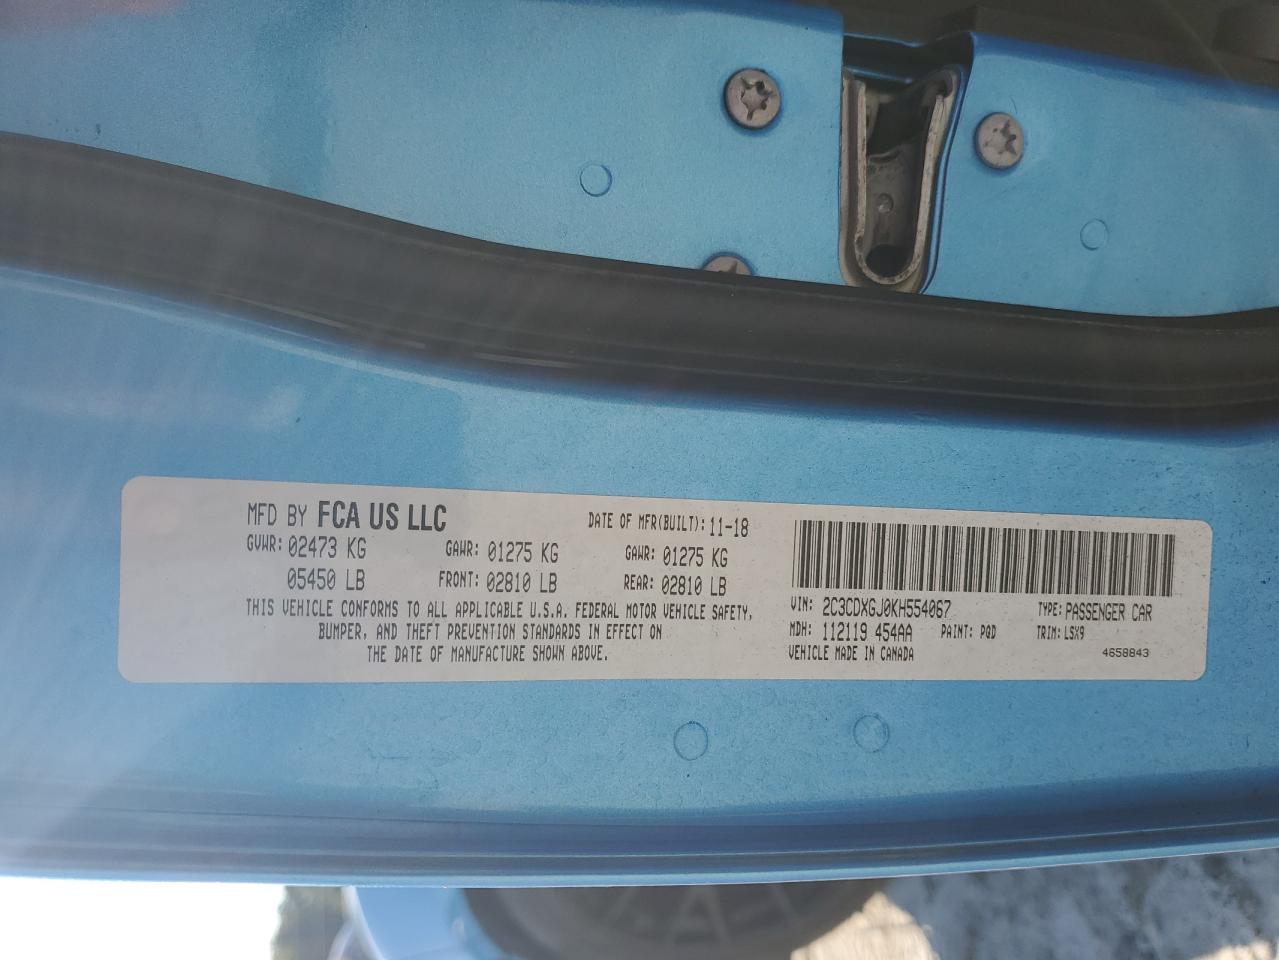 MFD BY FCA US LLC DATE OF MFR(BUILT): 11-18
GVWR: 02473 KG GAWR: 01275 KG GAWR: 01275 KG
05450 LB FRONT: 02810 LB REAR: 02810 LB
THIS VEHICLE CONFORMS TO ALL APPLICABLE U.S.A. FEDERAL MOTOR VEHICLE SAFETY,
BUMPER, AND THEFT PREVENTION STANDARDS IN EFFECT ON
THE DATE OF MANUFACTURE SHOWN ABOVE.
VIN: 2C3CDXGJ0KH554067 TYPE: PASSENGER CAR
MDH: 112119 454AA PAINT: PQD TRIM: LSX9
VEHICLE MADE IN CANADA 4658843